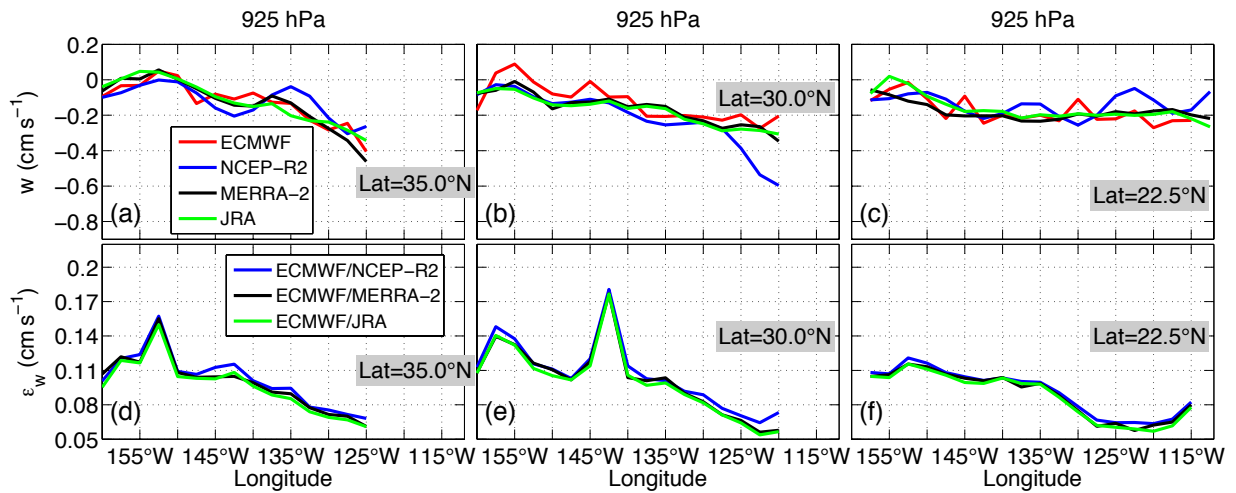 925 hPa 925 hPa 925 hPa
w (cm s⁻¹)
0.2
0
−0.2
−0.4
−0.6
−0.8
ECMWF
NCEP−R2
MERRA−2
JRA
(a)
Lat=35.0°N
(b)
Lat=30.0°N
(c)
Lat=22.5°N
ε_w (cm s⁻¹)
0.2
0.17
0.14
0.11
0.08
0.05
ECMWF/NCEP−R2
ECMWF/MERRA−2
ECMWF/JRA
(d)
Lat=35.0°N
(e)
Lat=30.0°N
(f)
Lat=22.5°N
155°W 145°W 135°W 125°W 115°W 155°W 145°W 135°W 125°W 115°W 155°W 145°W 135°W 125°W 115°W
Longitude Longitude Longitude